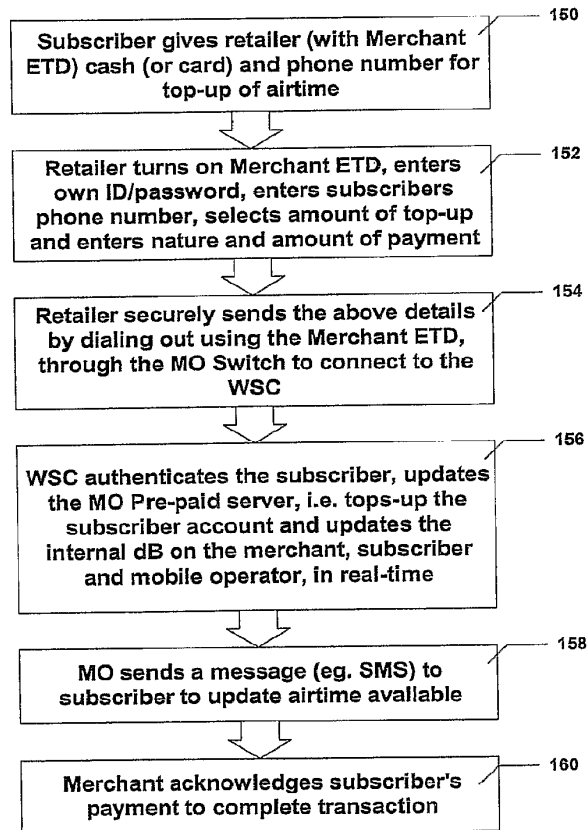 150
Subscriber gives retailer (with Merchant
ETD) cash (or card) and phone number for
top-up of airtime
152
Retailer turns on Merchant ETD, enters
own ID/password, enters subscribers
phone number, selects amount of top-up
and enters nature and amount of payment
154
Retailer securely sends the above details
by dialing out using the Merchant ETD,
through the MO Switch to connect to the
WSC
156
WSC authenticates the subscriber, updates
the MO Pre-paid server, i.e. tops-up the
subscriber account and updates the
internal dB on the merchant, subscriber
and mobile operator, in real-time
158
MO sends a message (eg. SMS) to
subscriber to update airtime available
160
Merchant acknowledges subscriber's
payment to complete transaction